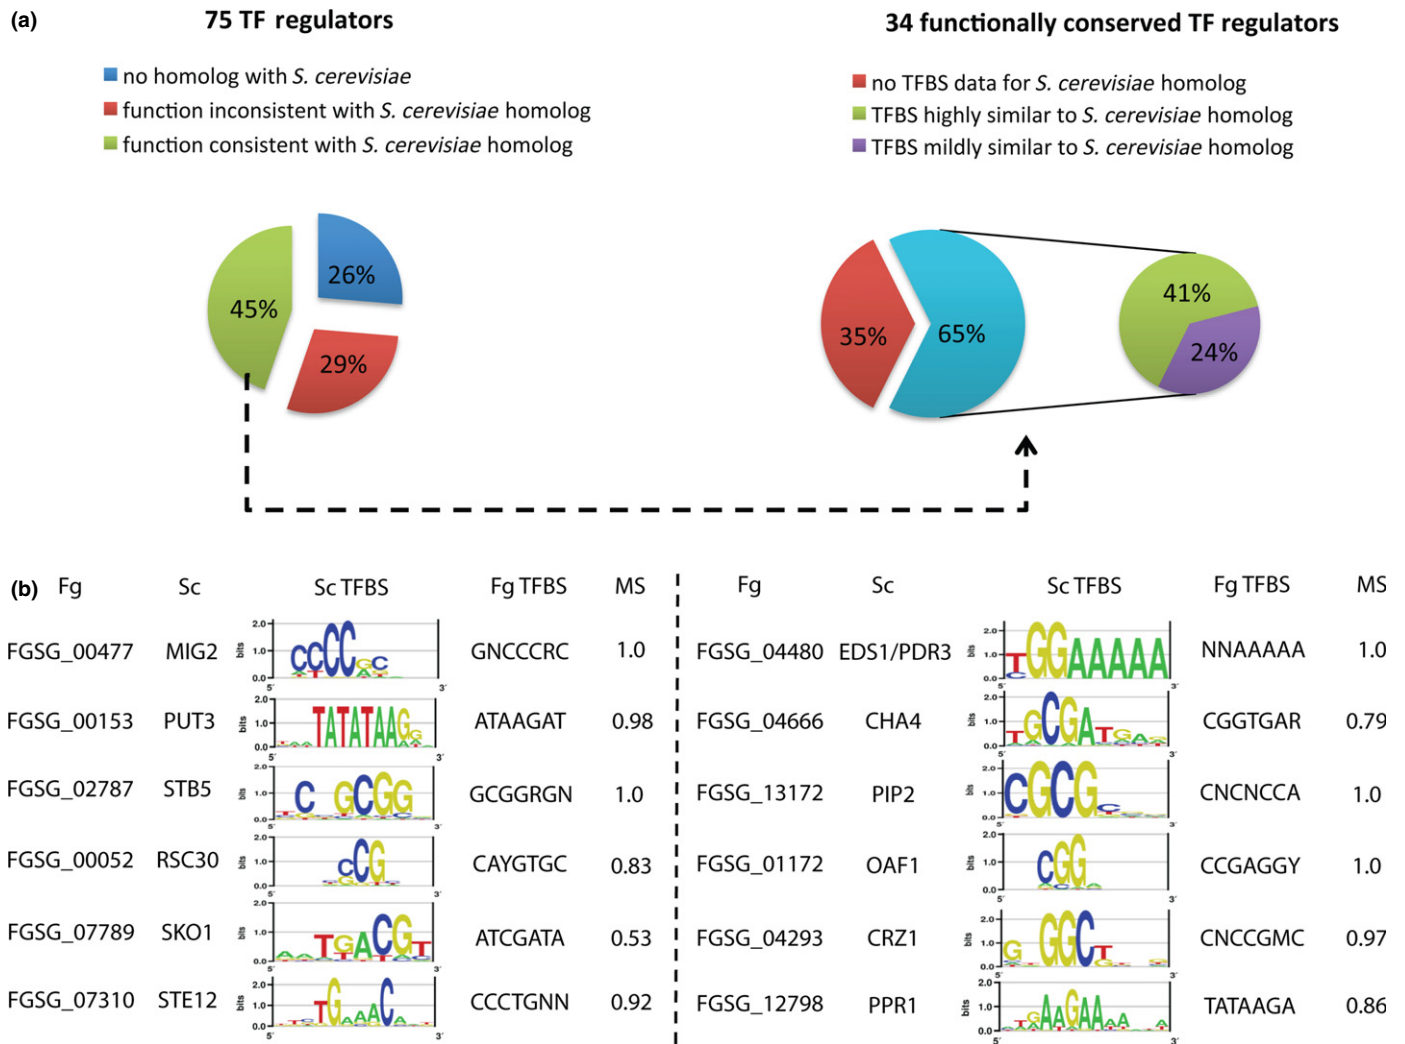 (a)
75 TF regulators
no homolog with S. cerevisiae
function inconsistent with S. cerevisiae homolog
function consistent with S. cerevisiae homolog
26%
45%
29%
34 functionally conserved TF regulators
no TFBS data for S. cerevisiae homolog
TFBS highly similar to S. cerevisiae homolog
TFBS mildly similar to S. cerevisiae homolog
35%
65%
41%
24%
(b)
Fg Sc Sc TFBS Fg TFBS MS
FGSG_00477 MIG2 GNCCCRC 1.0
FGSG_00153 PUT3 ATAAGAT 0.98
FGSG_02787 STB5 GCGGRGN 1.0
FGSG_00052 RSC30 CAYGTGC 0.83
FGSG_07789 SKO1 ATCGATA 0.53
FGSG_07310 STE12 CCCTGNN 0.92
Fg Sc Sc TFBS Fg TFBS MS
FGSG_04480 EDS1/PDR3 NNAAAAA 1.0
FGSG_04666 CHA4 CGGTGAR 0.79
FGSG_13172 PIP2 CNCNCCA 1.0
FGSG_01172 OAF1 CCGAGGY 1.0
FGSG_04293 CRZ1 CNCCGMC 0.97
FGSG_12798 PPR1 TATAAGA 0.86